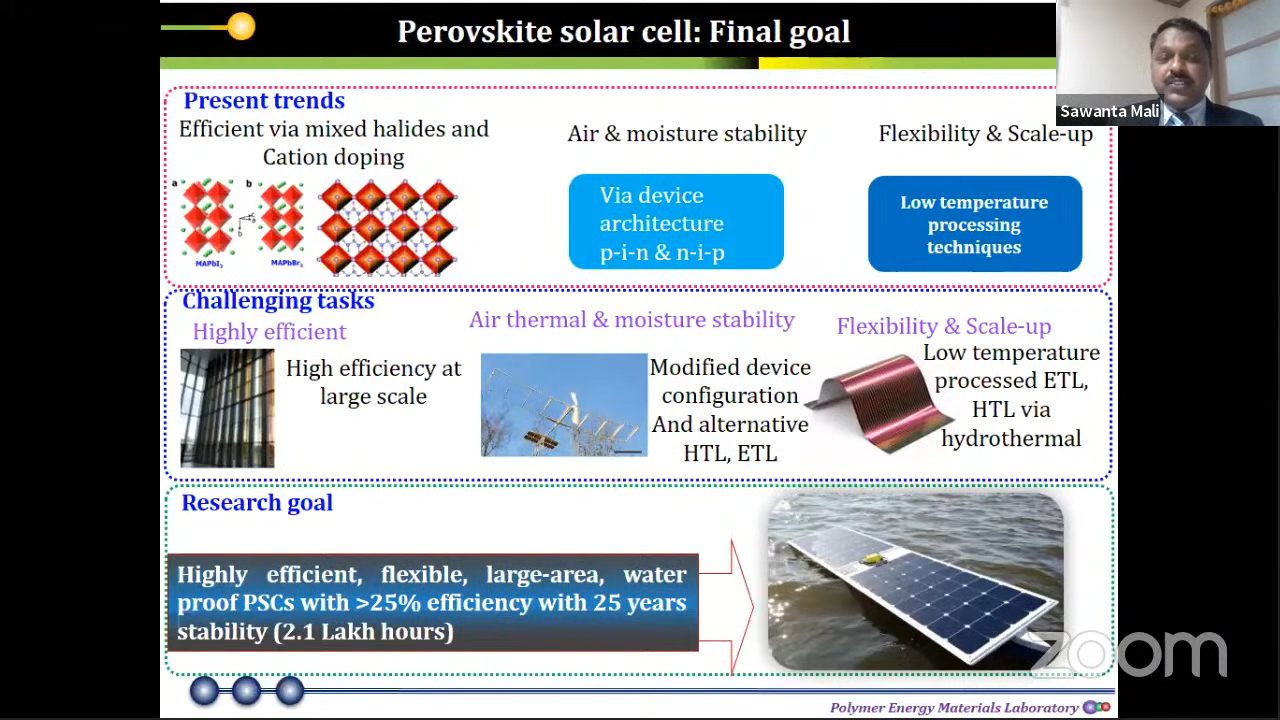 Perovskite solar cell: Final goal
Sawanta Mali
Present trends
Efficient via mixed halides and
Cation doping
a
b
MAPbI3
MAPbBr3
Air & moisture stability
Via device
architecture
p-i-n & n-i-p
Flexibility & Scale-up
Low temperature
processing
techniques
Challenging tasks
Highly efficient
High efficiency at
large scale
Air thermal & moisture stability
Modified device
configuration
And alternative
HTL, ETL
Flexibility & Scale-up
Low temperature
processed ETL,
HTL via
hydrothermal
Research goal
Highly efficient, flexible, large-area, water
proof PSCs with >25% efficiency with 25 years
stability (2.1 Lakh hours)
zoom
Polymer Energy Materials Laboratory